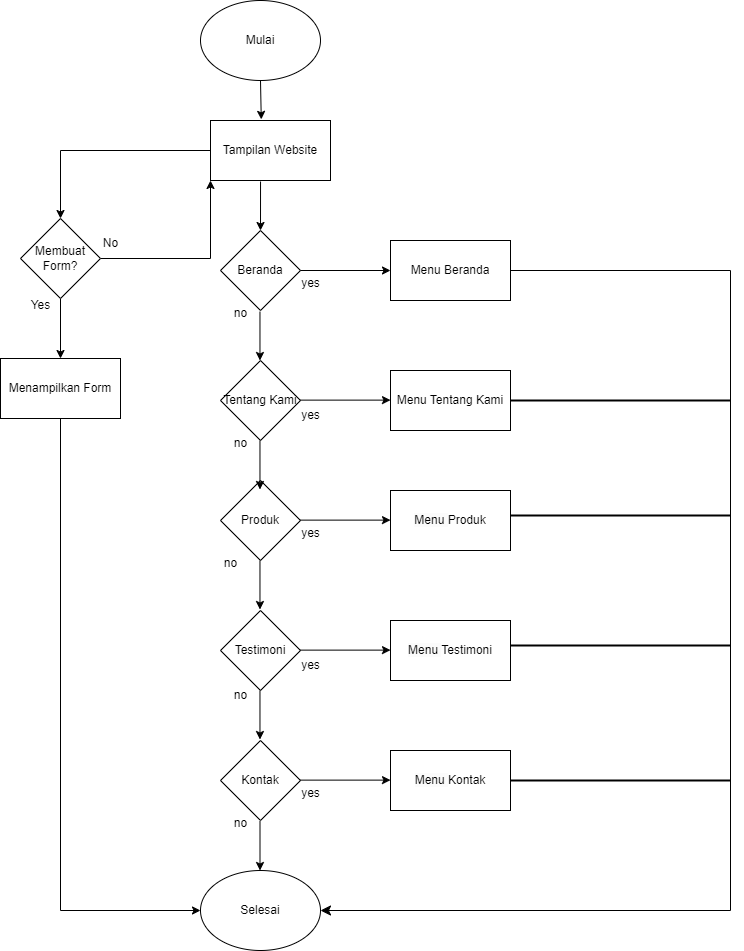 Mulai
Tampilan Website
No
Membuat
Form?
Yes
Menampilkan Form
Beranda
yes
Menu Beranda
no
Tentang Kami
yes
Menu Tentang Kami
no
Produk
yes
Menu Produk
no
Testimoni
yes
Menu Testimoni
no
Kontak
yes
Menu Kontak
no
Selesai